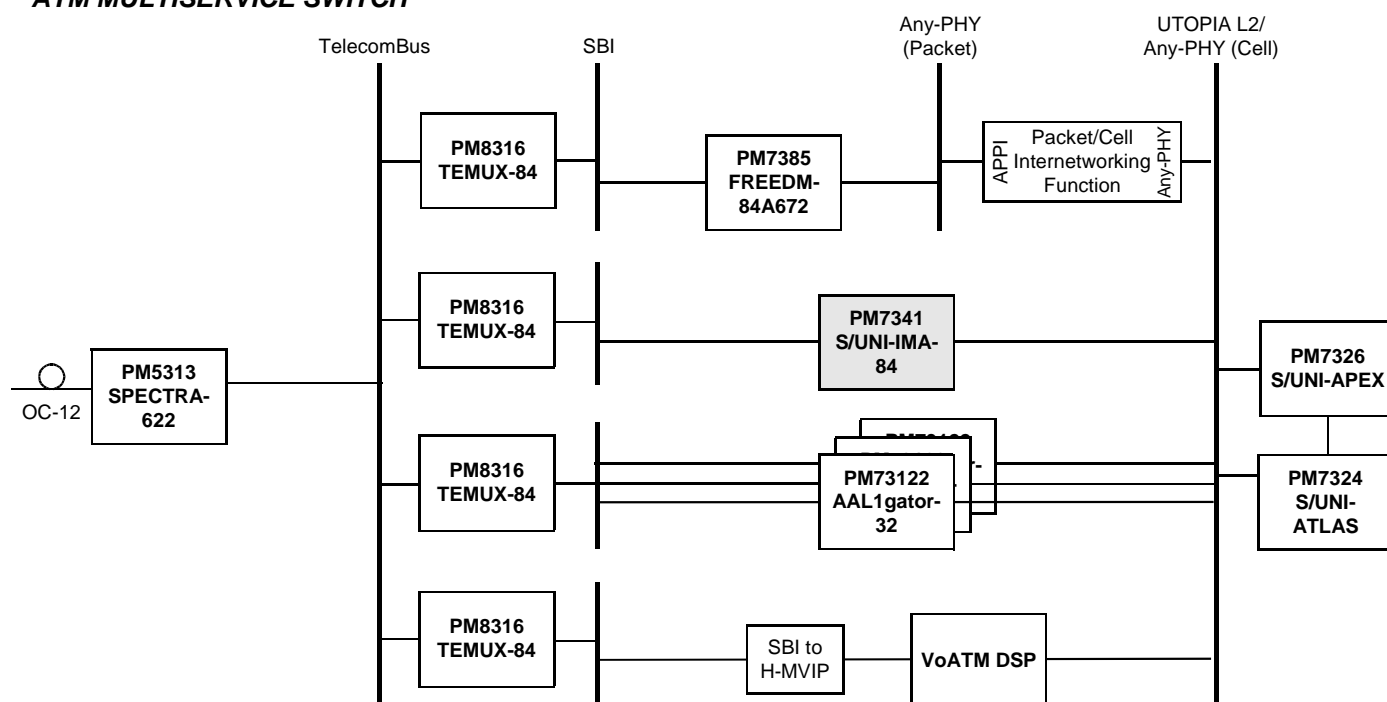 ATM MULTISERVICE SWITCH
TelecomBus
SBI
Any-PHY
(Packet)
UTOPIA L2/
Any-PHY (Cell)
PM8316
TEMUX-84
PM7385
FREEDM-
84A672
APPI
Packet/Cell
Internetworking
Function
Any-PHY
PM8316
TEMUX-84
PM7341
S/UNI-IMA-
84
PM7326
S/UNI-APEX
OC-12
PM5313
SPECTRA-
622
PM8316
TEMUX-84
PM73122
AAL1gator-
32
PM7324
S/UNI-
ATLAS
PM8316
TEMUX-84
SBI to
H-MVIP
VoATM DSP